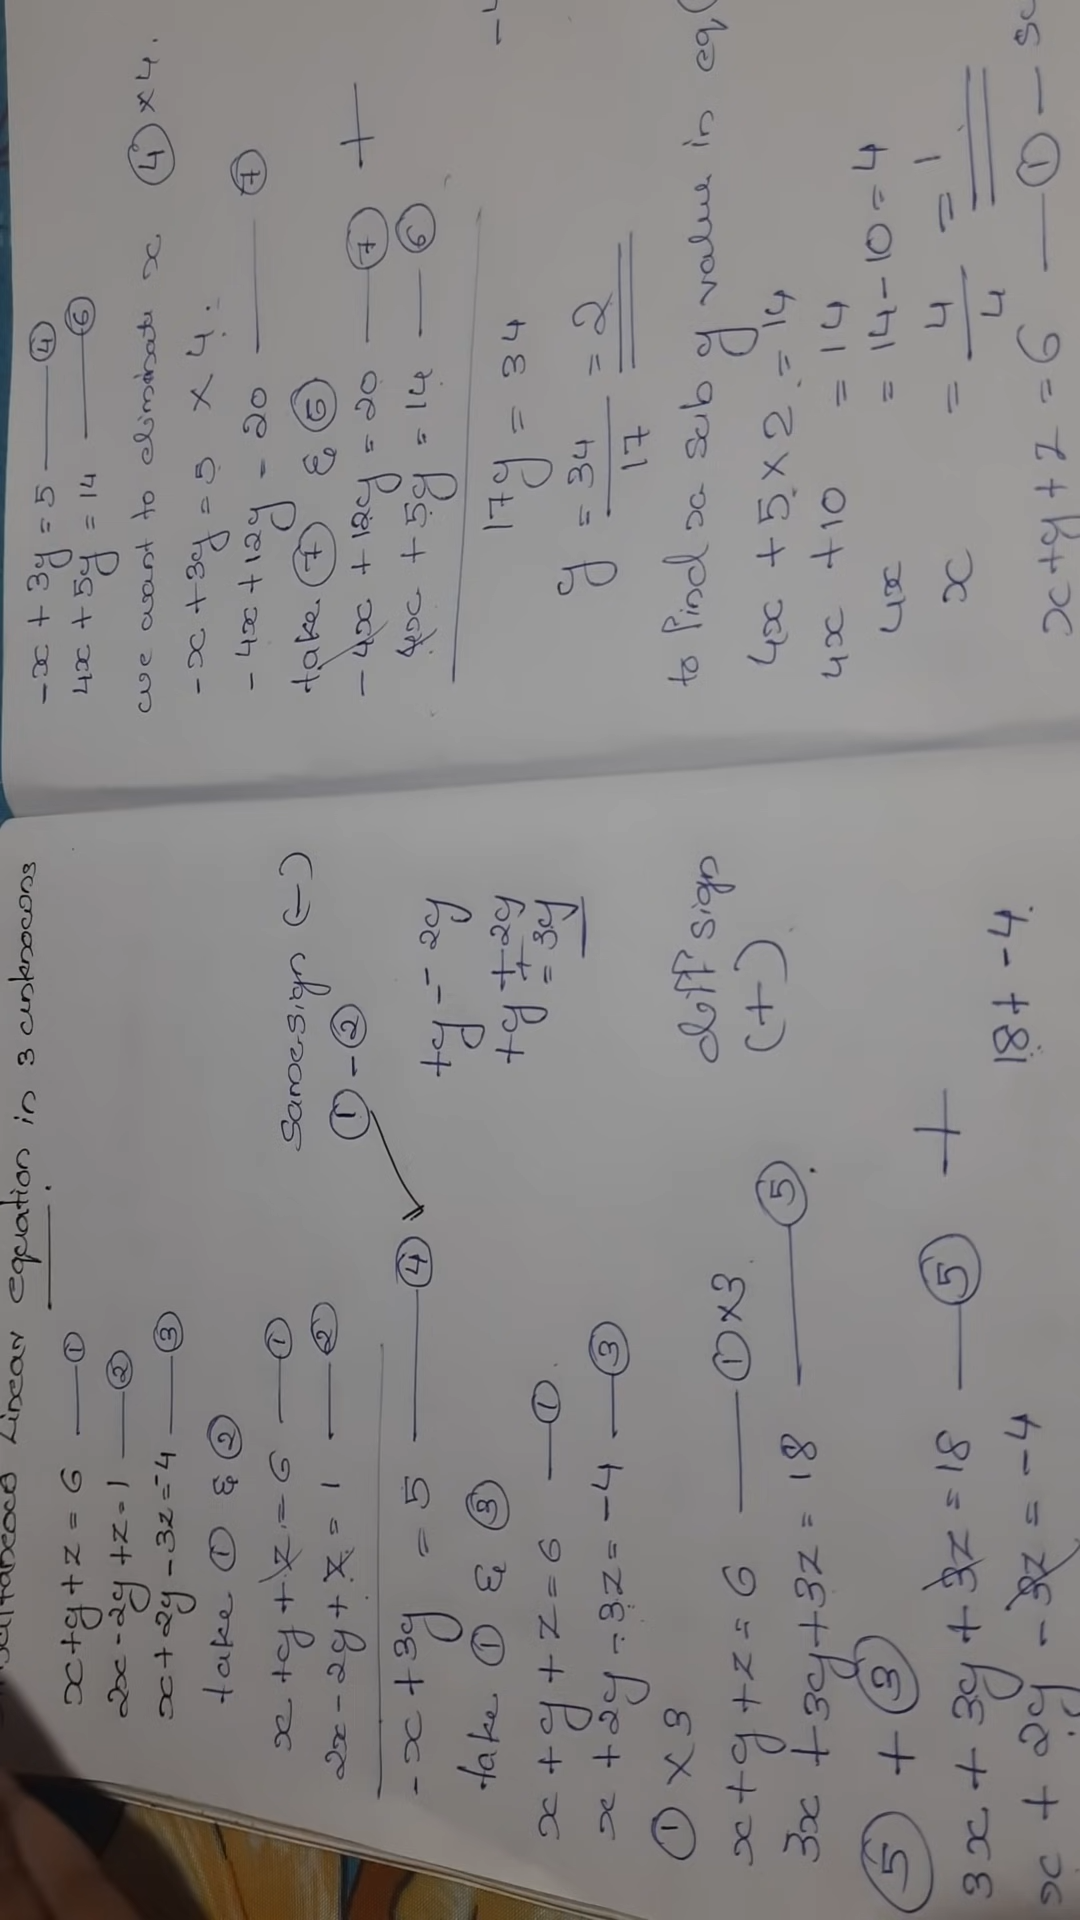 Linear equation in 3 unknowns
x+y+z = 6 —— ①
2x-2y+z=1 —— ②
x+2y-3z=-4 —— ③
take ① & ②
x+y+z=6 —— ①
Same sign (-)
2x-2y+z=1 —— ②
① - ②
-x+3y = 5 —— ④
+y - -2y
+y + +2y
= 3y
take ① & ③
x+y+z=6 —— ①
x+2y-3z=-4 —— ③
① x3
x+y+z=6 —— ①x3
diff sign
(+)
3x+3y+3z=18 —— ⑤
⑤ + ③
3x+3y+3z=18 —— ⑤ +
x+2y-3z=-4
18+-4
-x+3y=5 —— ④
4x+5y=14 —— ⑥
we want to eliminate x ④ x4.
-x+3y=5 x4.
-4x+12y=20 —— ⑦
take ⑦ & ⑥
-4x+12y=20 —— ⑦ +
4x+5y=14 —— ⑥
17y = 34
y = 34/17 = 2
to find x sub y value in eq
4x+5x2=14
4x+10 = 14
4x = 14-10=4
x = 4/4 = 1
x+y+z=6 —— ① —